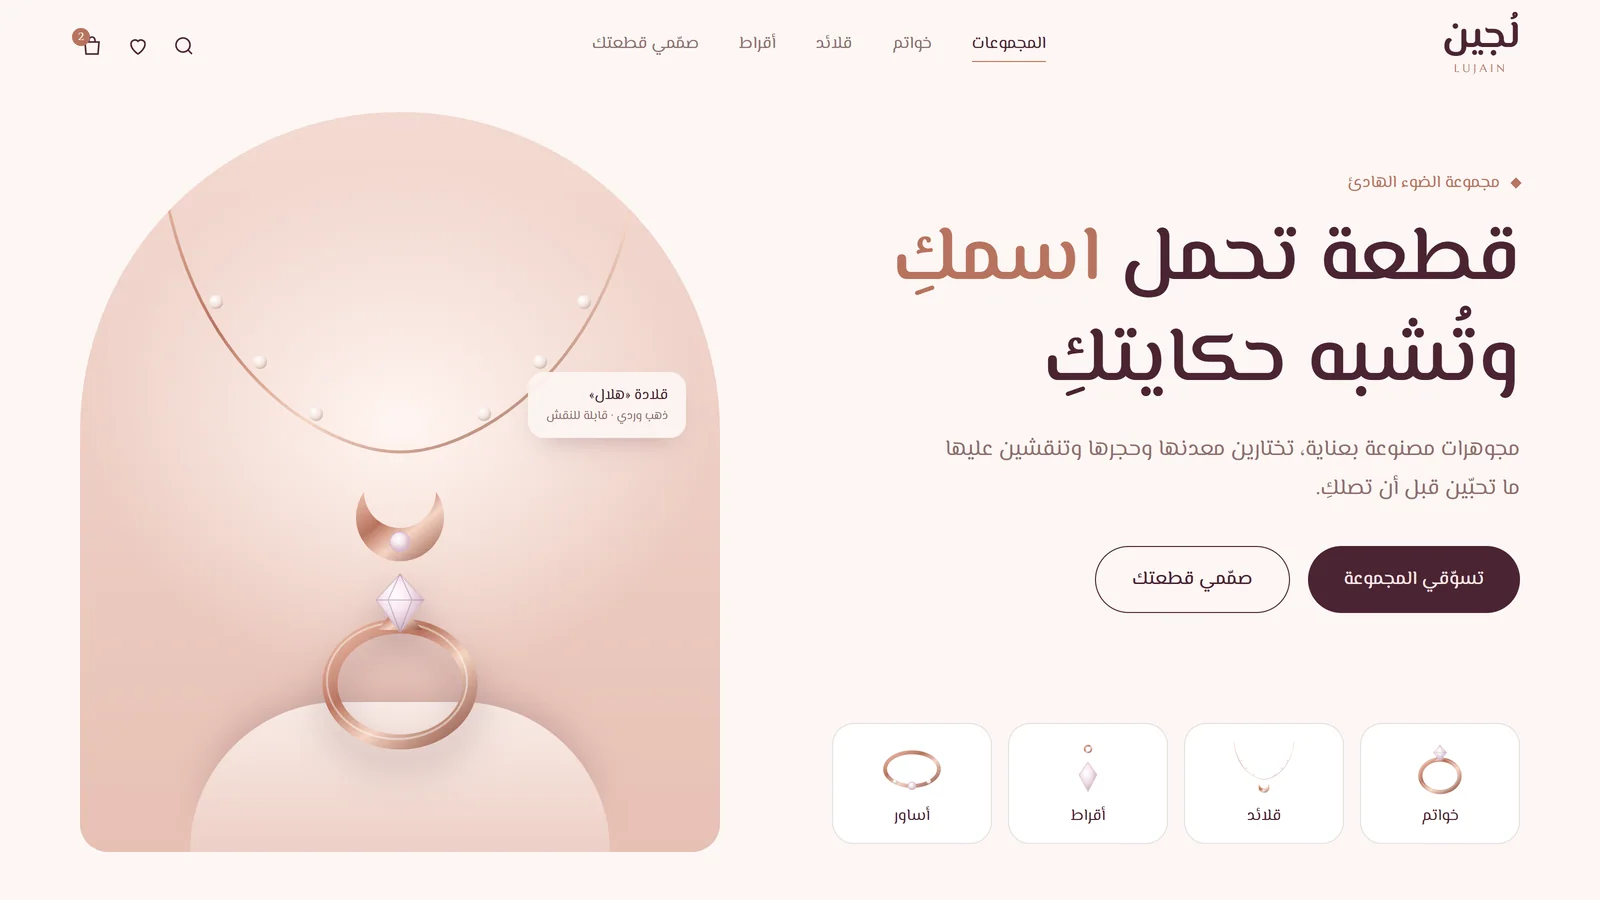 لُجين
LUJAIN
المجموعات
خواتم
قلائد
أقراط
صمّمي قطعتك
2
مجموعة الضوء الهادئ
قطعة تحمل اسمكِ
وتُشبه حكايتكِ
مجوهرات مصنوعة بعناية، تختارين معدنها وحجرها وتنقشين عليها
ما تحبّين قبل أن تصلكِ.
تسوّقي المجموعة
صمّمي قطعتك
خواتم
قلائد
أقراط
أساور
قلادة «هلال»
ذهب وردي · قابلة للنقش